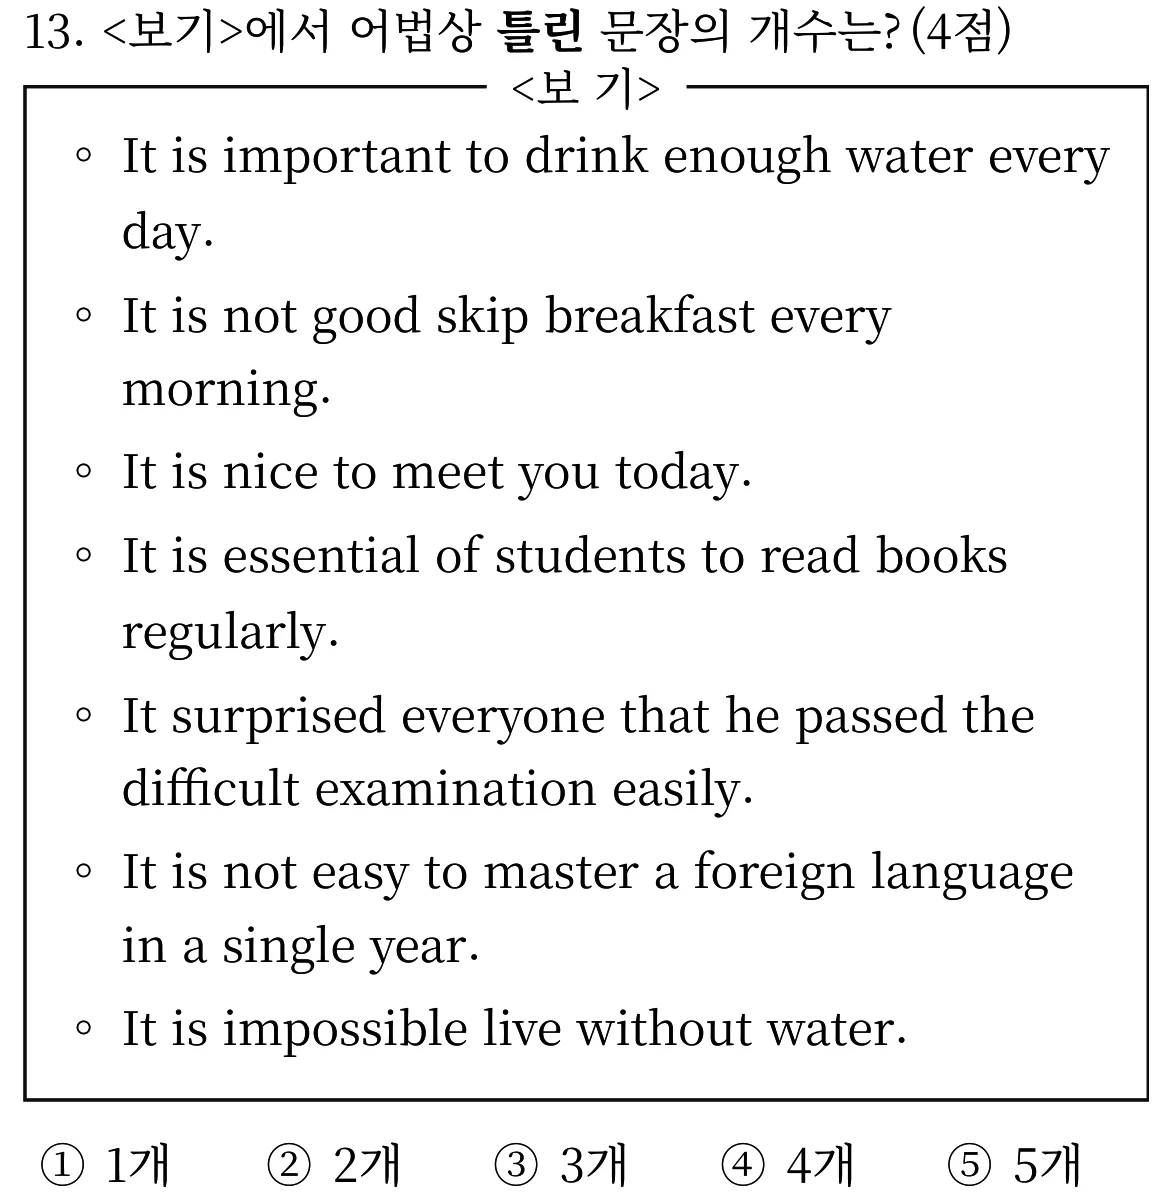 13. <보기>에서 어법상 틀린 문장의 개수는? (4점)
<보 기>
◦ It is important to drink enough water every
day.
◦ It is not good skip breakfast every
morning.
◦ It is nice to meet you today.
◦ It is essential of students to read books
regularly.
◦ It surprised everyone that he passed the
difficult examination easily.
◦ It is not easy to master a foreign language
in a single year.
◦ It is impossible live without water.
① 1개 ② 2개 ③ 3개 ④ 4개 ⑤ 5개